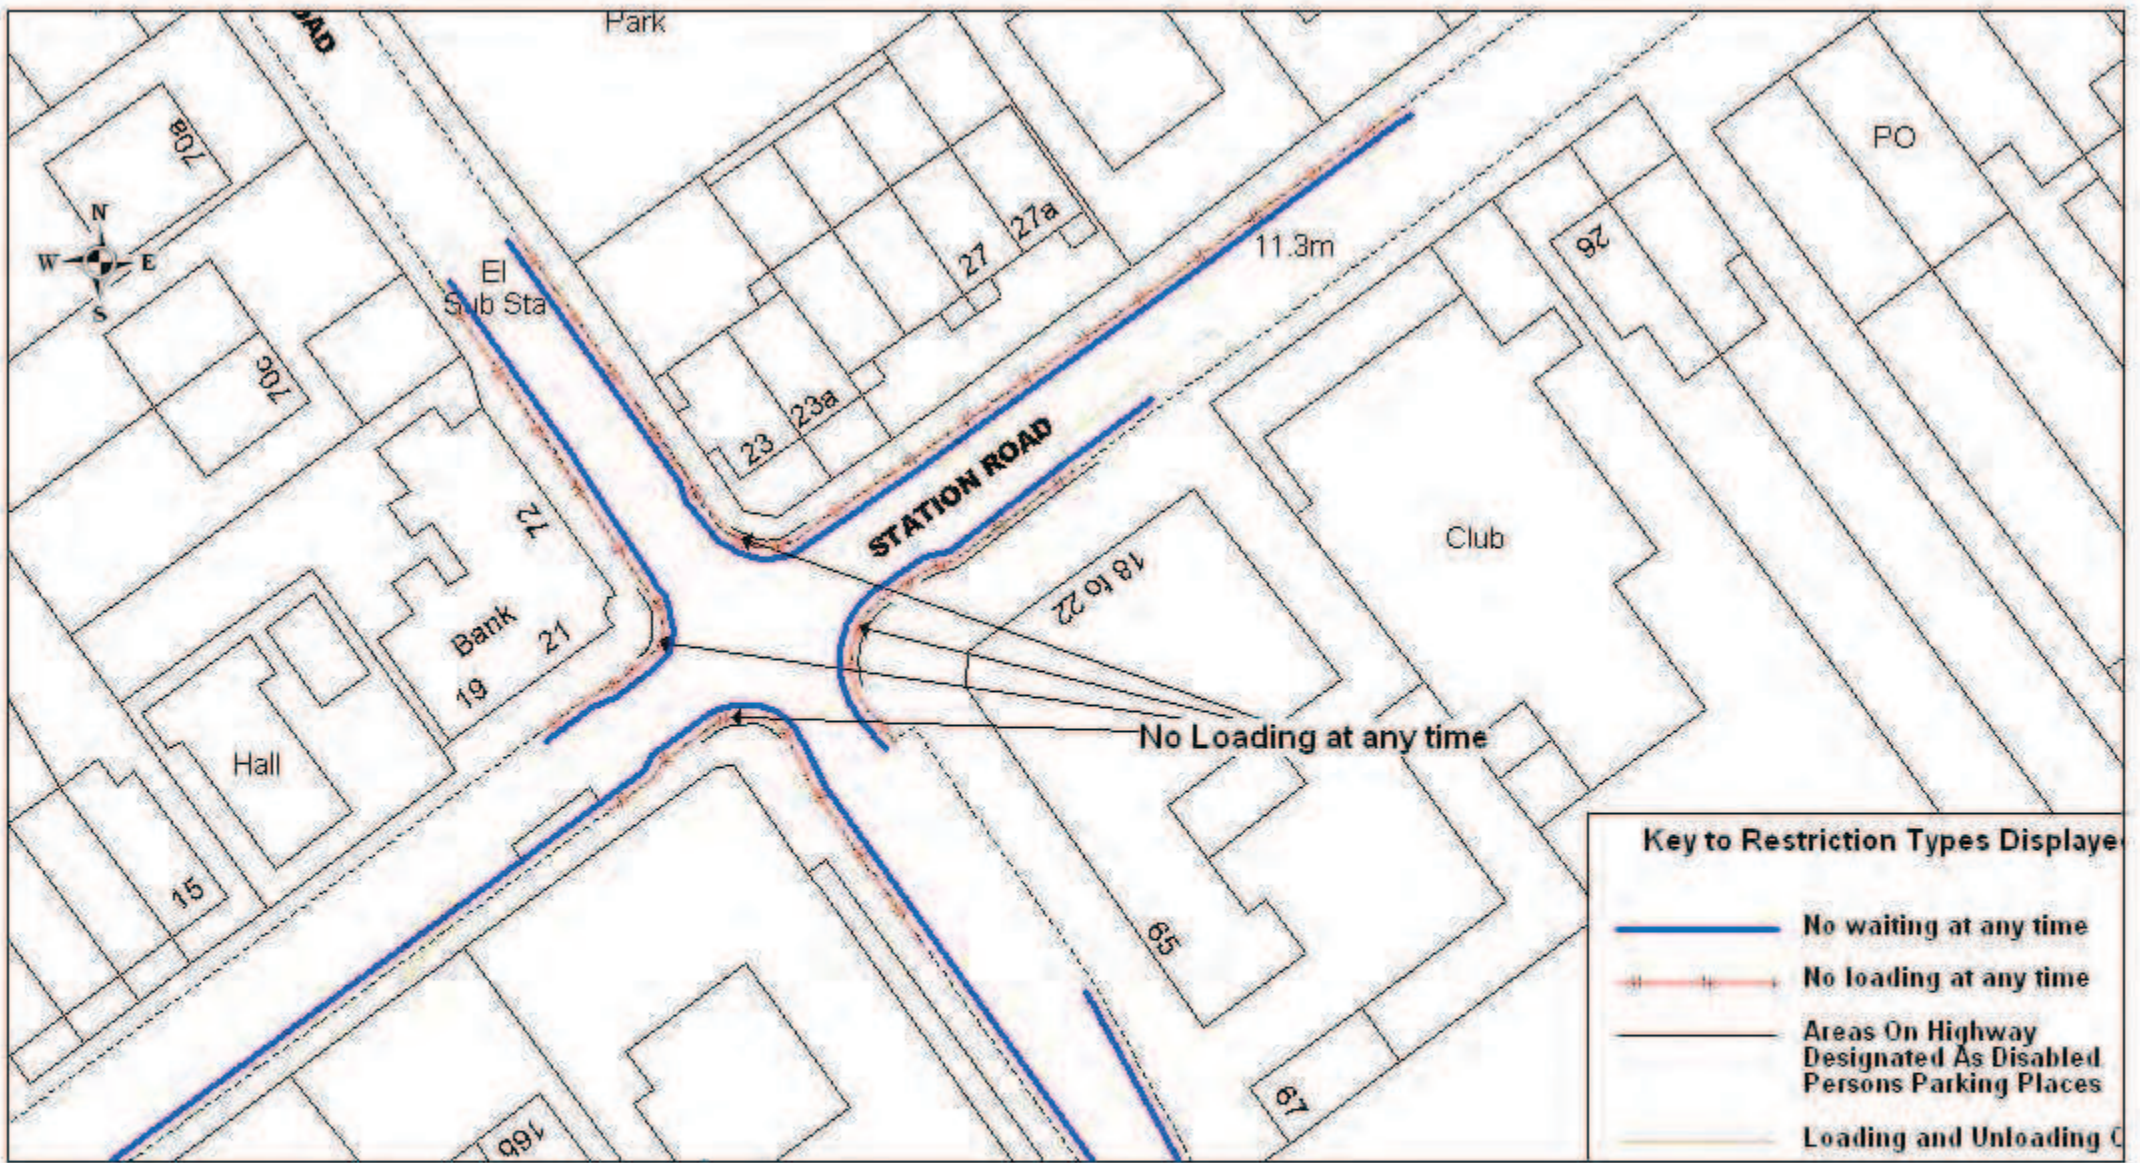 OAD
Park
70a
PO
N
W E
S
El
Sub Sta
27a
27
11.3m
26
70c
23a
23
STATION ROAD
72
Club
18 to 22
Bank
21
19
No Loading at any time
Hall
15
65
67
16b
Key to Restriction Types Displaye
No waiting at any time
No loading at any time
Areas On Highway
Designated As Disabled
Persons Parking Places
Loading and Unloading